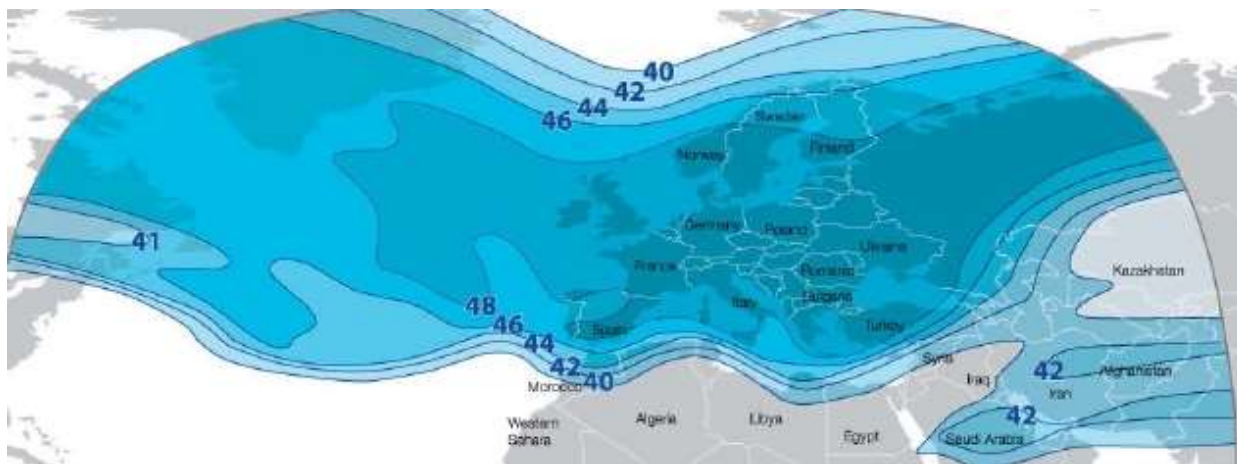 40
42
44
46
Sweden
Norway
Finland
41
Germany
Poland
Ukraine
France
Romania
Kazakhstan
48
Italy
Bulgaria
46
Spain
Turkey
44
42
Syria
42
Afghanistan
Morocco
40
Iraq
Iran
Western
Sahara
Algeria
Libya
Egypt
42
Saudi Arabia